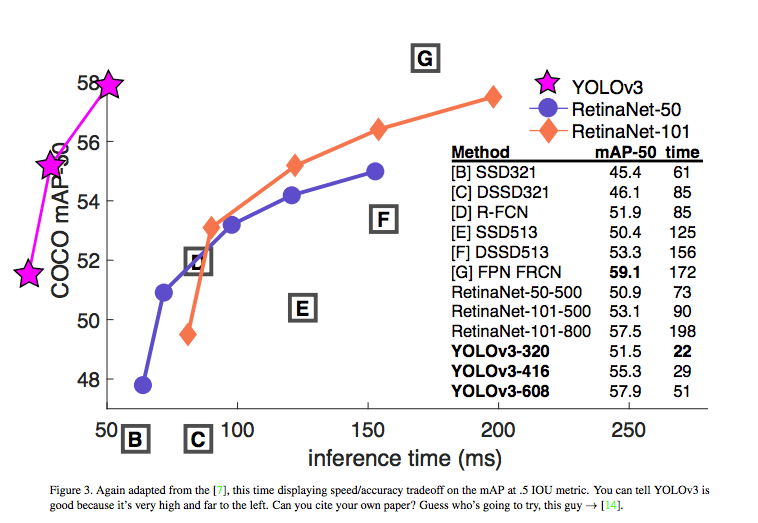 G
58
YOLOv3
RetinaNet-50
RetinaNet-101
56
COCO mAP-50
Method mAP-50 time
[B] SSD321 45.4 61
[C] DSSD321 46.1 85
[D] R-FCN 51.9 85
[E] SSD513 50.4 125
[F] DSSD513 53.3 156
[G] FPN FRCN 59.1 172
RetinaNet-50-500 50.9 73
RetinaNet-101-500 53.1 90
RetinaNet-101-800 57.5 198
YOLOv3-320 51.5 22
YOLOv3-416 55.3 29
YOLOv3-608 57.9 51
54
F
52
D
E
50
48
50 100 150 200 250
B
C
inference time (ms)
Figure 3. Again adapted from the [7], this time displaying speed/accuracy tradeoff on the mAP at .5 IOU metric. You can tell YOLOv3 is
good because it's very high and far to the left. Can you cite your own paper? Guess who's going to try, this guy → [14].